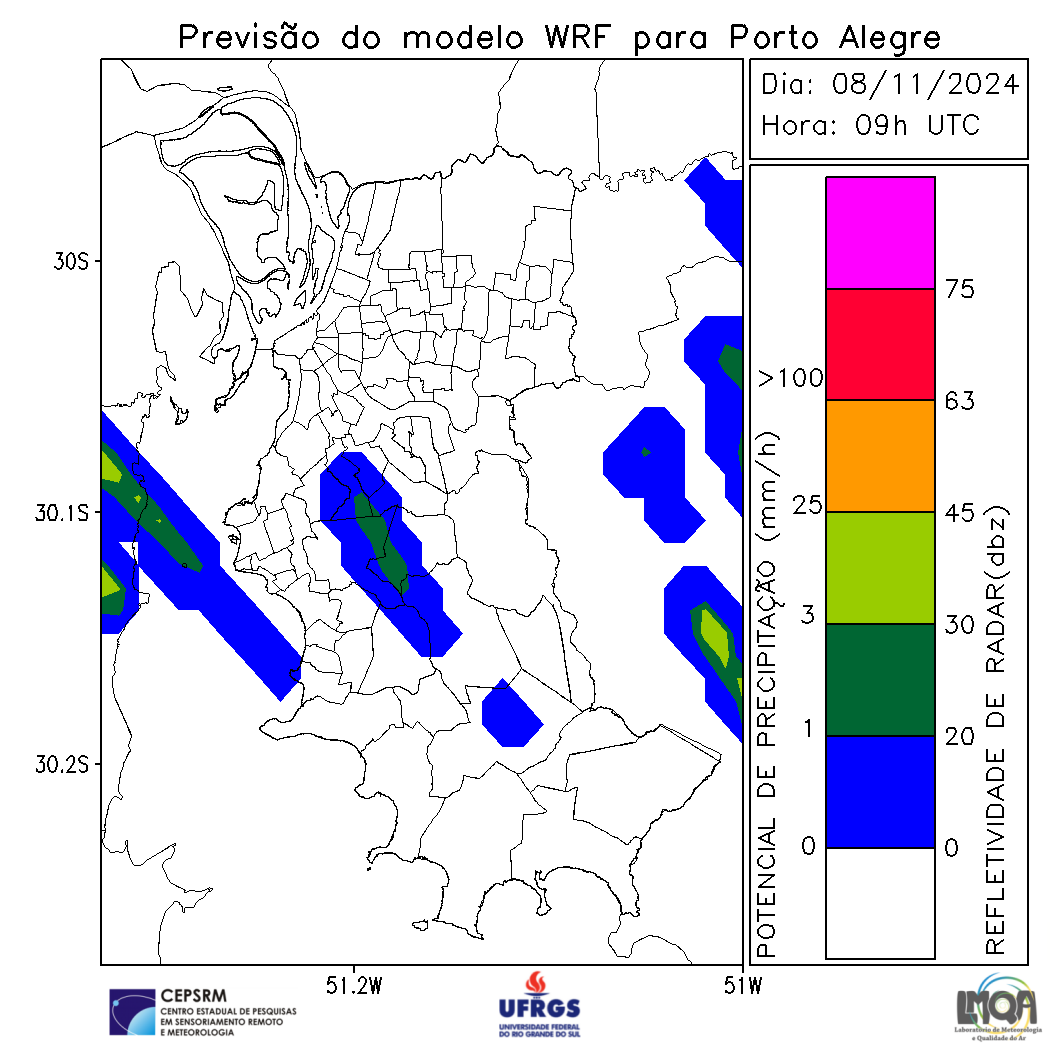 Previsão do modelo WRF para Porto Alegre
Dia: 08/11/2024
Hora: 09h UTC
30S
30.1S
30.2S
51.2W
51W
POTENCIAL DE PRECIPITAÇÃO (mm/h)
>100
25
3
1
0
75
63
45
30
20
0
REFLETIVIDADE DE RADAR(dbz)
CEPSRM
CENTRO ESTADUAL DE PESQUISAS
EM SENSORIAMENTO REMOTO
E METEOROLOGIA
UFRGS
UNIVERSIDADE FEDERAL
DO RIO GRANDE DO SUL
LMQA
Laboratório de Meteorologia
e Qualidade do Ar